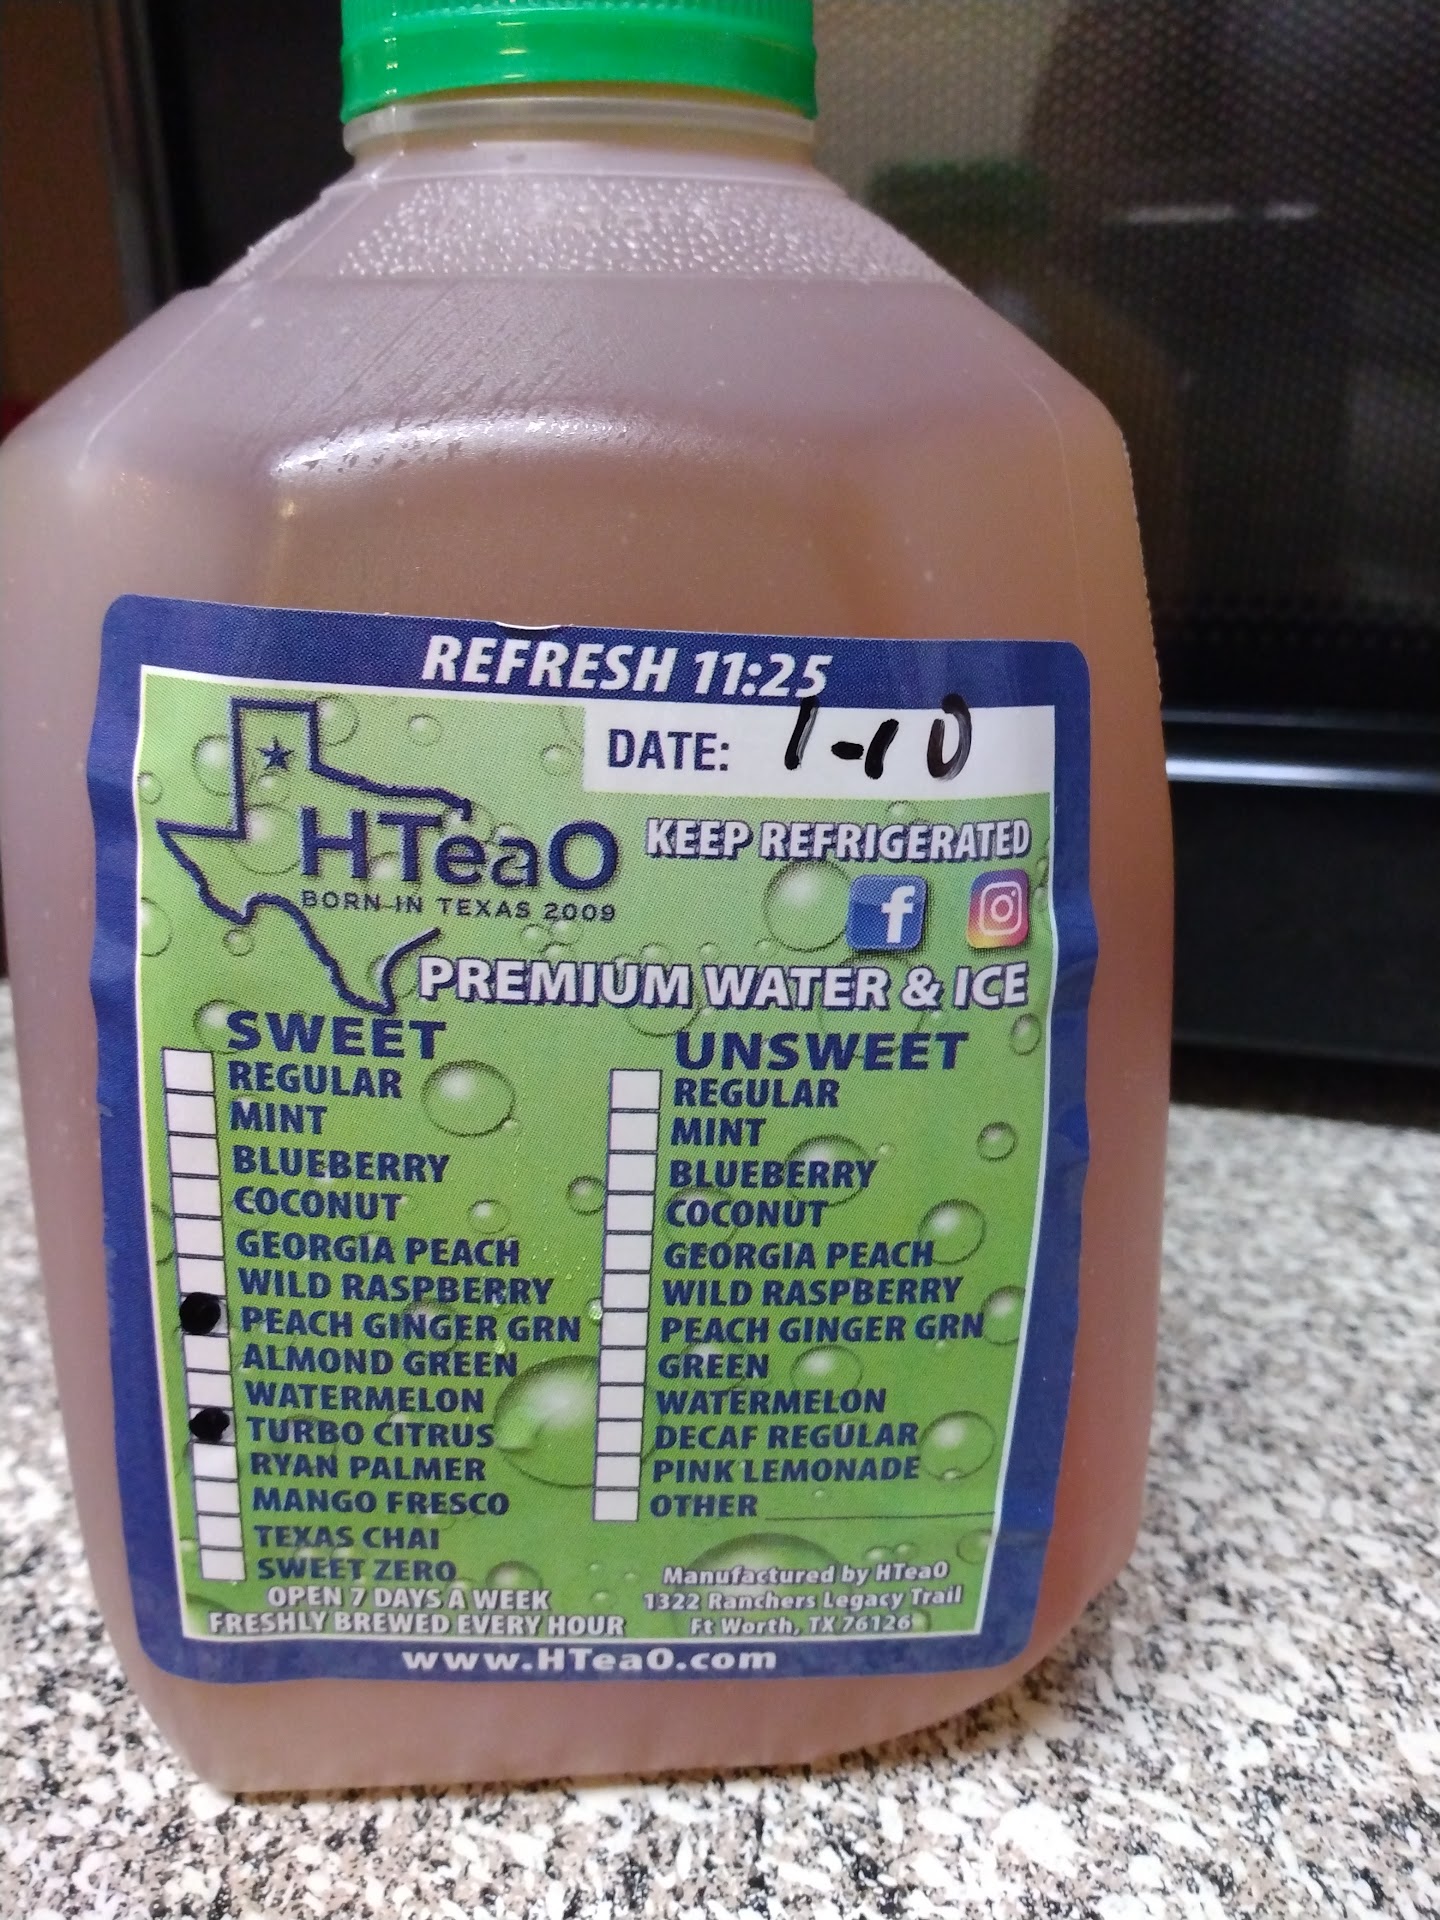 REFRESH 11:25
DATE: 1-10
HTeaO
BORN IN TEXAS 2009
KEEP REFRIGERATED
f
PREMIUM WATER & ICE
SWEET
REGULAR
MINT
BLUEBERRY
COCONUT
GEORGIA PEACH
WILD RASPBERRY
PEACH GINGER GRN
ALMOND GREEN
WATERMELON
TURBO CITRUS
RYAN PALMER
MANGO FRESCO
TEXAS CHAI
SWEET ZERO
UNSWEET
REGULAR
MINT
BLUEBERRY
COCONUT
GEORGIA PEACH
WILD RASPBERRY
PEACH GINGER GRN
GREEN
WATERMELON
DECAF REGULAR
PINK LEMONADE
OTHER
OPEN 7 DAYS A WEEK
FRESHLY BREWED EVERY HOUR
Manufactured by HTeaO
1322 Ranchers Legacy Trail
Ft Worth, TX 76126
www.HTeaO.com